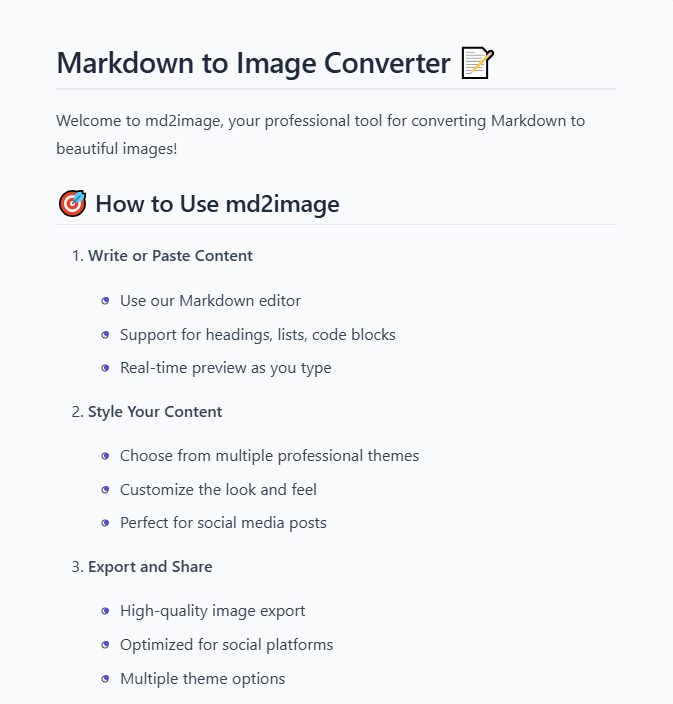 Markdown to Image Converter 📝
Welcome to md2image, your professional tool for converting Markdown to
beautiful images!
🎯 How to Use md2image
1. Write or Paste Content
Use our Markdown editor
Support for headings, lists, code blocks
Real-time preview as you type
2. Style Your Content
Choose from multiple professional themes
Customize the look and feel
Perfect for social media posts
3. Export and Share
High-quality image export
Optimized for social platforms
Multiple theme options